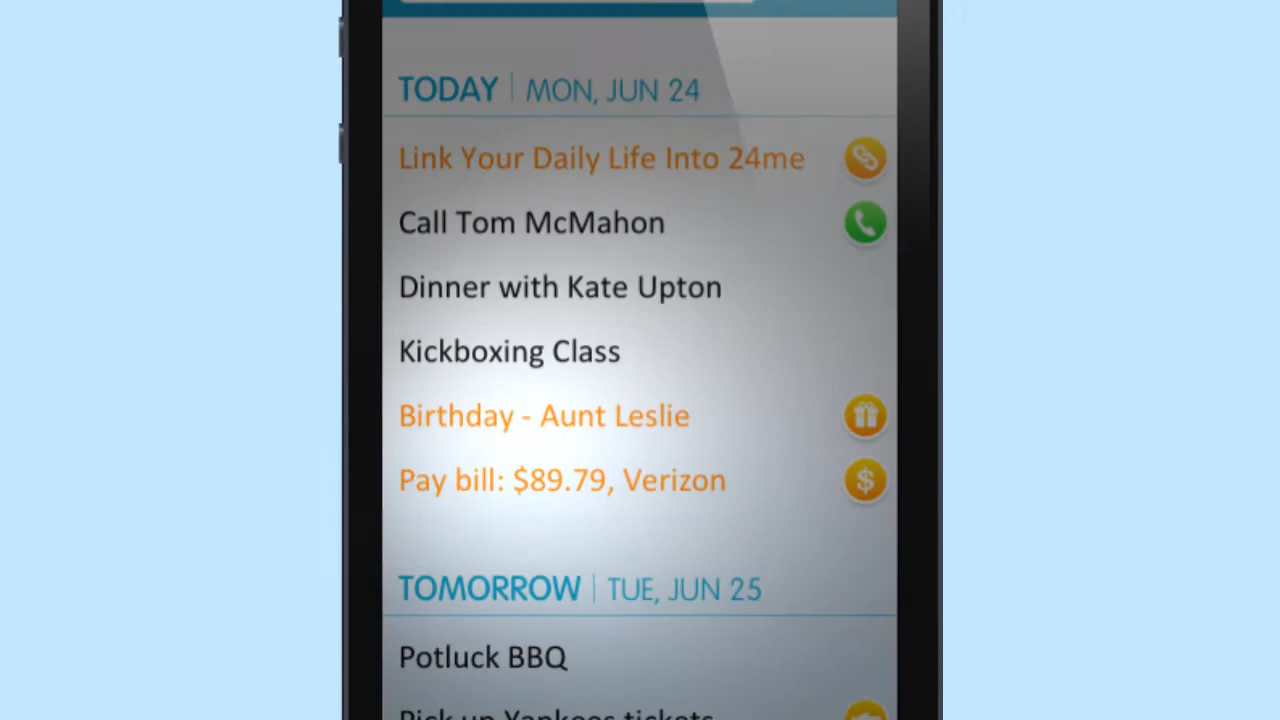 TODAY | MON, JUN 24
Link Your Daily Life Into 24me
Call Tom McMahon
Dinner with Kate Upton
Kickboxing Class
Birthday - Aunt Leslie
$
Pay bill: $89.79, Verizon
TOMORROW | TUE, JUN 25
Potluck BBQ
Pick up Yankees tickets